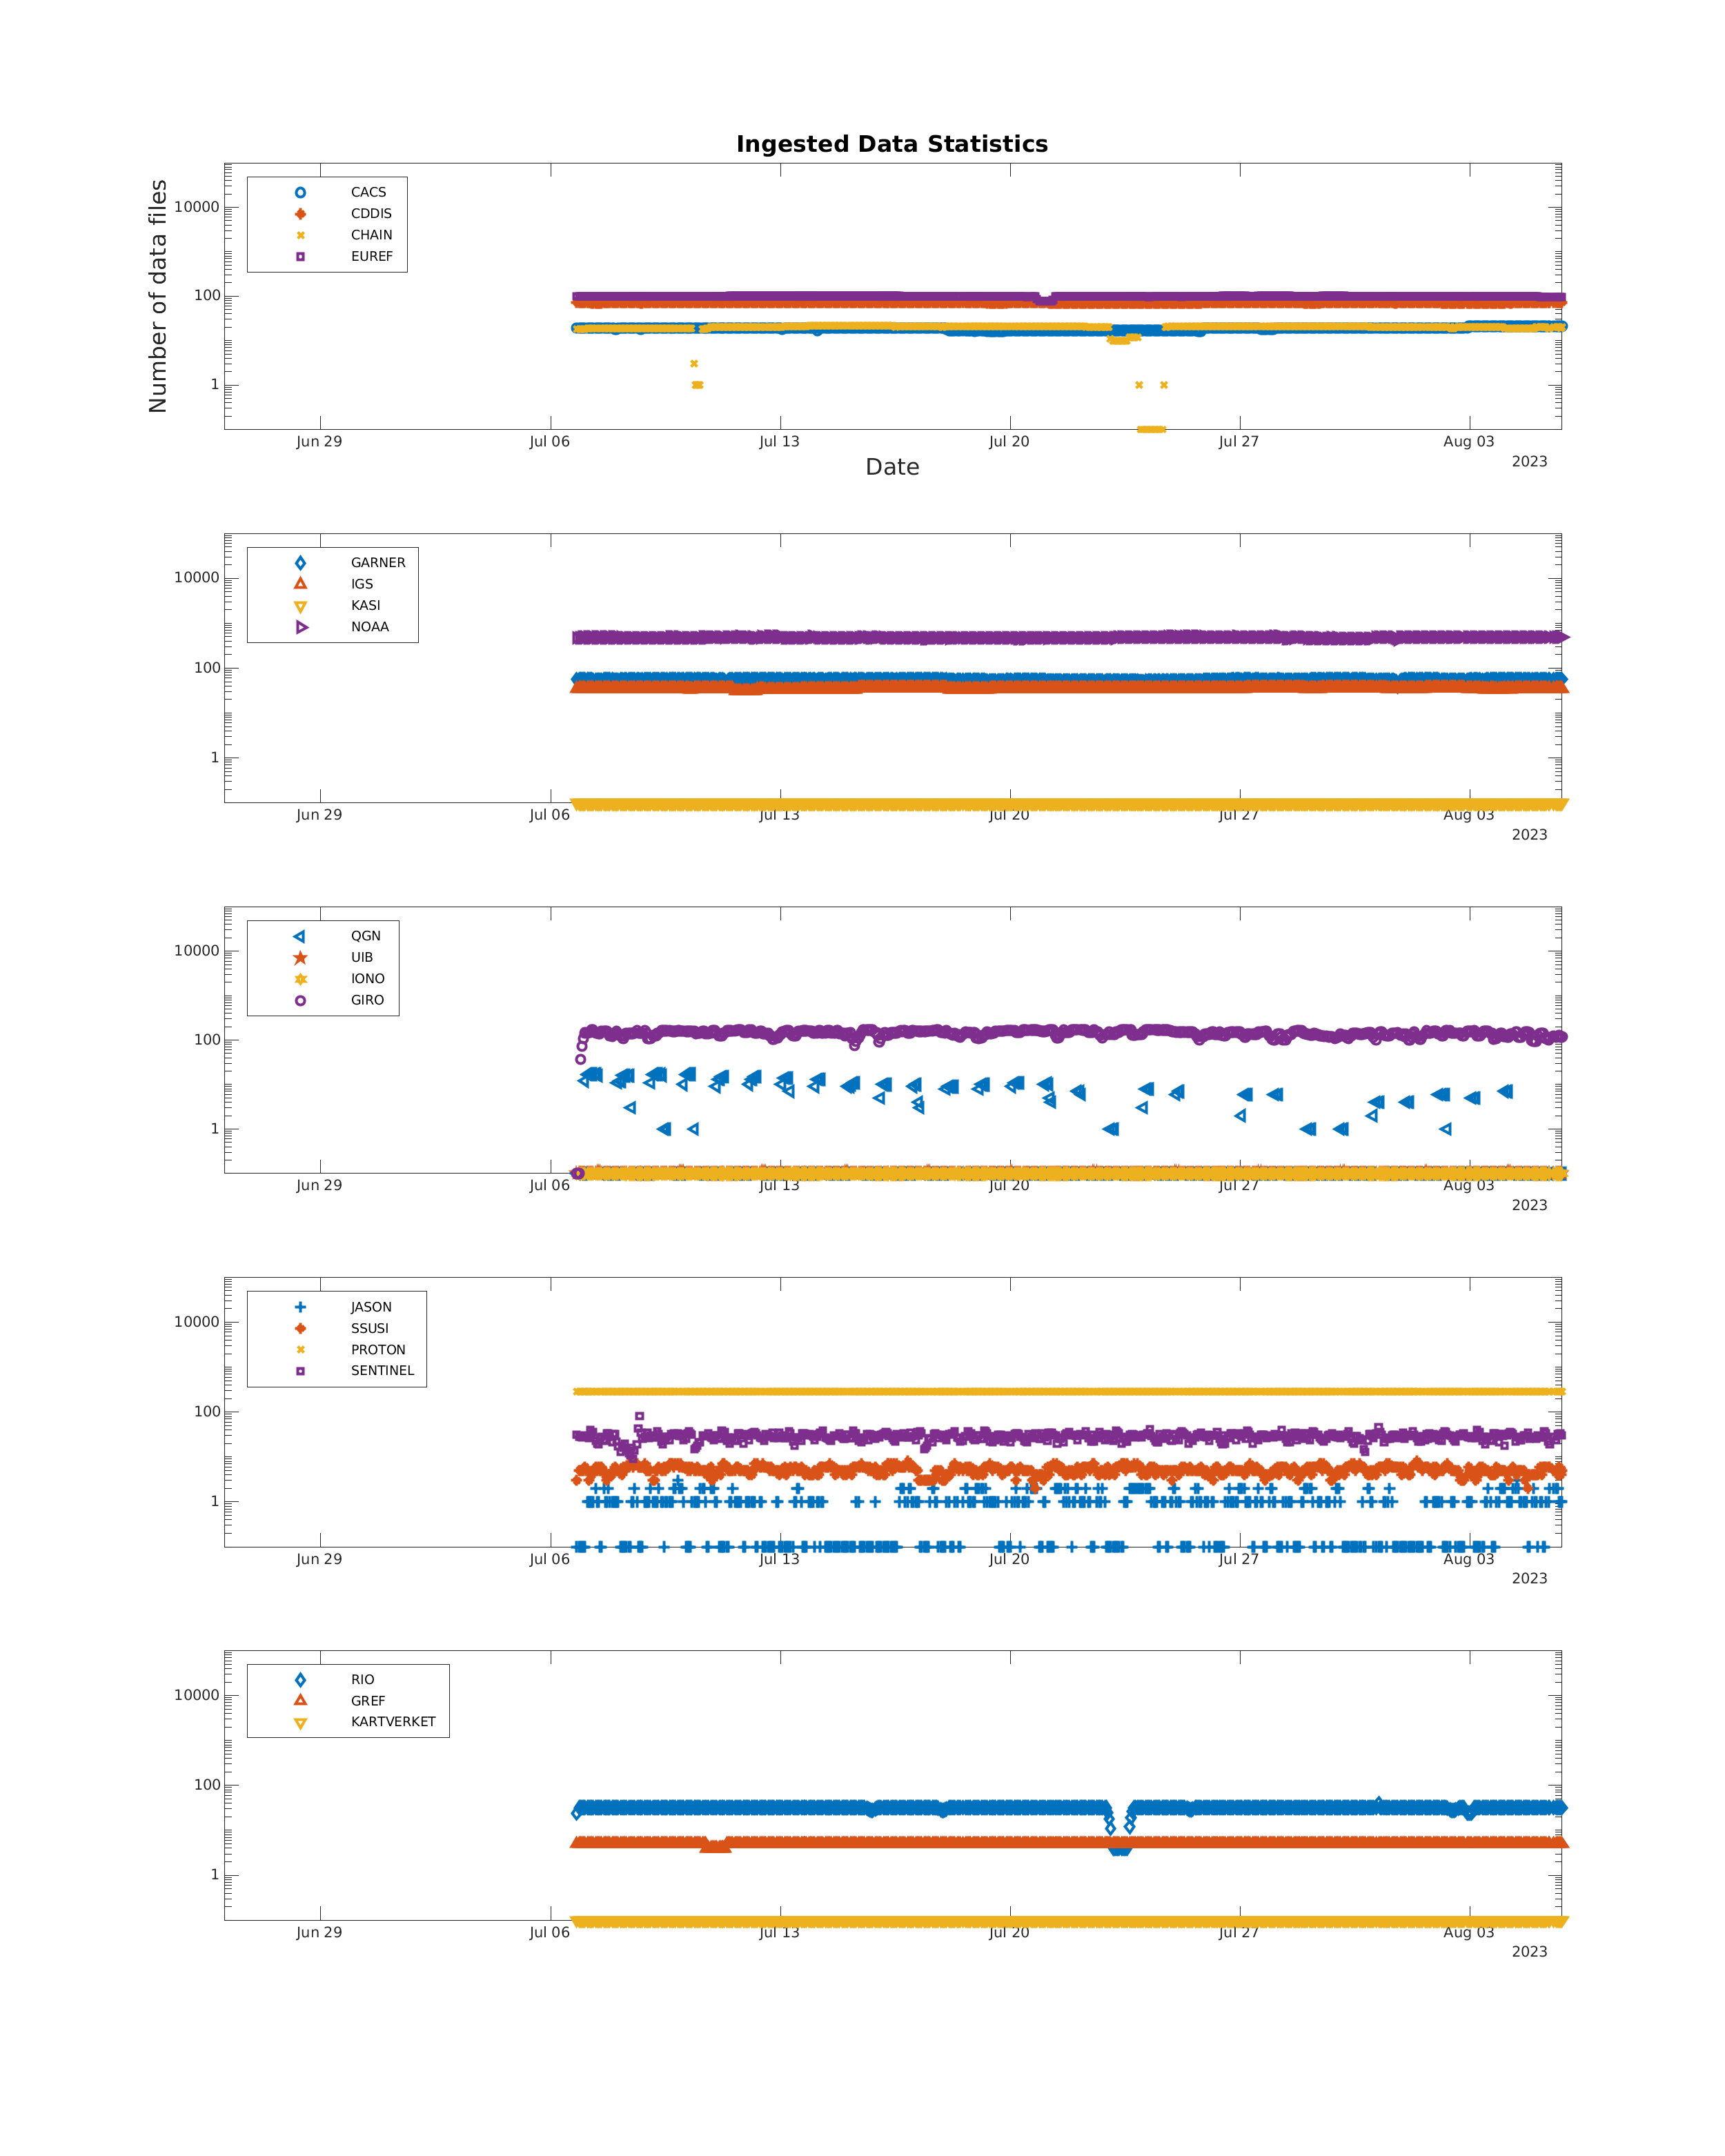 Ingested Data Statistics
Number of data files
10000
100
1
CACS
CDDIS
CHAIN
EUREF
Jun 29
Jul 06
Jul 13
Jul 20
Jul 27
Aug 03
2023
Date
10000
100
1
GARNER
IGS
KASI
NOAA
Jun 29
Jul 06
Jul 13
Jul 20
Jul 27
Aug 03
2023
10000
100
1
QGN
UIB
IONO
GIRO
Jun 29
Jul 06
Jul 13
Jul 20
Jul 27
Aug 03
2023
10000
100
1
JASON
SSUSI
PROTON
SENTINEL
Jun 29
Jul 06
Jul 13
Jul 20
Jul 27
Aug 03
2023
10000
100
1
RIO
GREF
KARTVERKET
Jun 29
Jul 06
Jul 13
Jul 20
Jul 27
Aug 03
2023